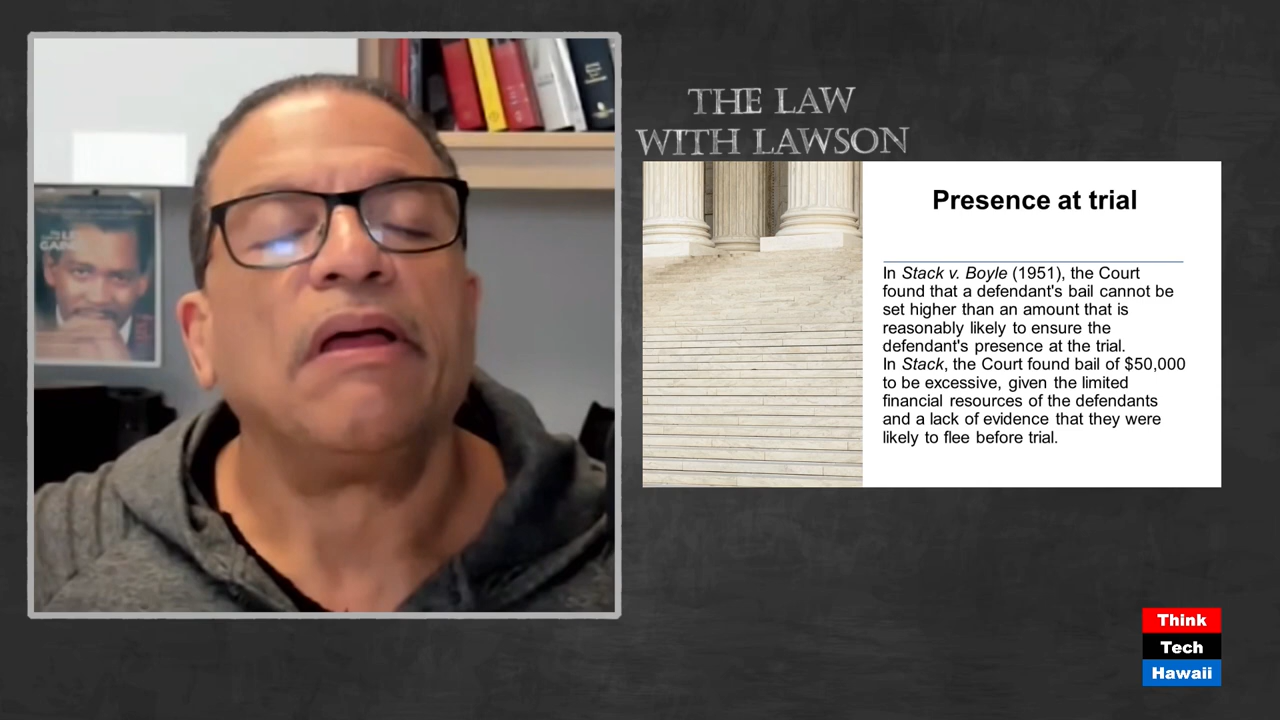 THE LAW
WITH LAWSON
Presence at trial
In Stack v. Boyle (1951), the Court
found that a defendant's bail cannot be
set higher than an amount that is
reasonably likely to ensure the
defendant's presence at the trial.
In Stack, the Court found bail of $50,000
to be excessive, given the limited
financial resources of the defendants
and a lack of evidence that they were
likely to flee before trial.
Think
Tech
Hawaii